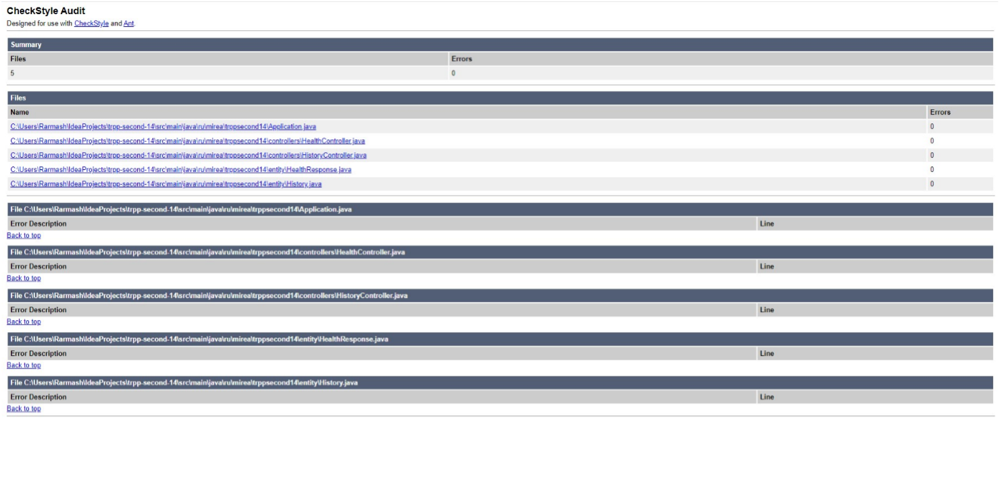 CheckStyle Audit
Designed for use with CheckStyle and Ant.
Summary
Files Errors
5 0
Files
Name Errors
C:\Users\Rarmash\IdeaProjects\trpp-second-14\src\main\java\ru\mirea\trppsecond14\Application.java 0
C:\Users\Rarmash\IdeaProjects\trpp-second-14\src\main\java\ru\mirea\trppsecond14\controllers\HealthController.java 0
C:\Users\Rarmash\IdeaProjects\trpp-second-14\src\main\java\ru\mirea\trppsecond14\controllers\HistoryController.java 0
C:\Users\Rarmash\IdeaProjects\trpp-second-14\src\main\java\ru\mirea\trppsecond14\entity\HealthResponse.java 0
C:\Users\Rarmash\IdeaProjects\trpp-second-14\src\main\java\ru\mirea\trppsecond14\entity\History.java 0
File C:\Users\Rarmash\IdeaProjects\trpp-second-14\src\main\java\ru\mirea\trppsecond14\Application.java
Error Description Line
Back to top
File C:\Users\Rarmash\IdeaProjects\trpp-second-14\src\main\java\ru\mirea\trppsecond14\controllers\HealthController.java
Error Description Line
Back to top
File C:\Users\Rarmash\IdeaProjects\trpp-second-14\src\main\java\ru\mirea\trppsecond14\controllers\HistoryController.java
Error Description Line
Back to top
File C:\Users\Rarmash\IdeaProjects\trpp-second-14\src\main\java\ru\mirea\trppsecond14\entity\HealthResponse.java
Error Description Line
Back to top
File C:\Users\Rarmash\IdeaProjects\trpp-second-14\src\main\java\ru\mirea\trppsecond14\entity\History.java
Error Description Line
Back to top